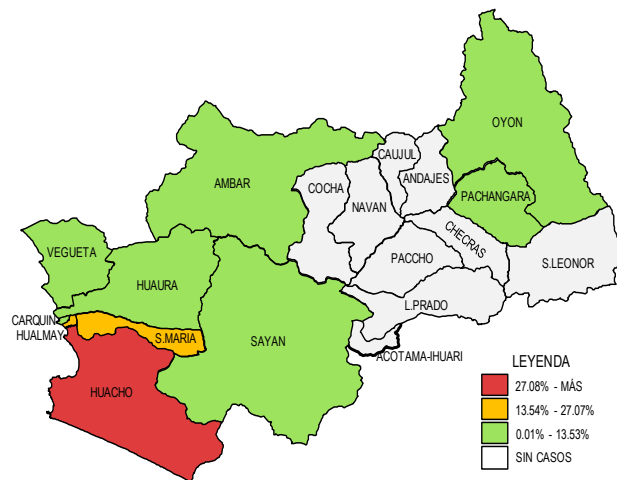 OYON
CAUJUL
AMBAR
COCHA
ANDAJES
NAVAN
PACHANGARA
CHECRAS
VEGUETA
PACCHO
S.LEONOR
HUAURA
L.PRADO
CARQUIN
HUALMAY
S.MARIA
SAYAN
ACOTAMA-IHUARI
HUACHO
LEYENDA
27.08% - MÁS
13.54% - 27.07%
0.01% - 13.53%
SIN CASOS